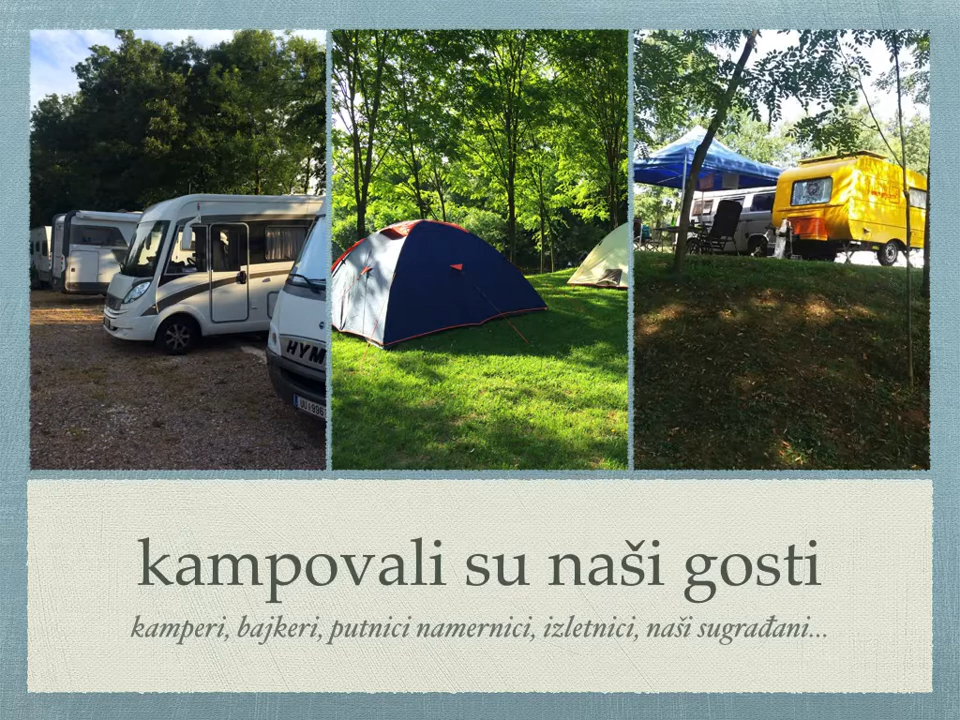 HYM
kampovali su naši gosti
kamperi, bajkeri, putnici namernici, izletnici, naši sugrađani...